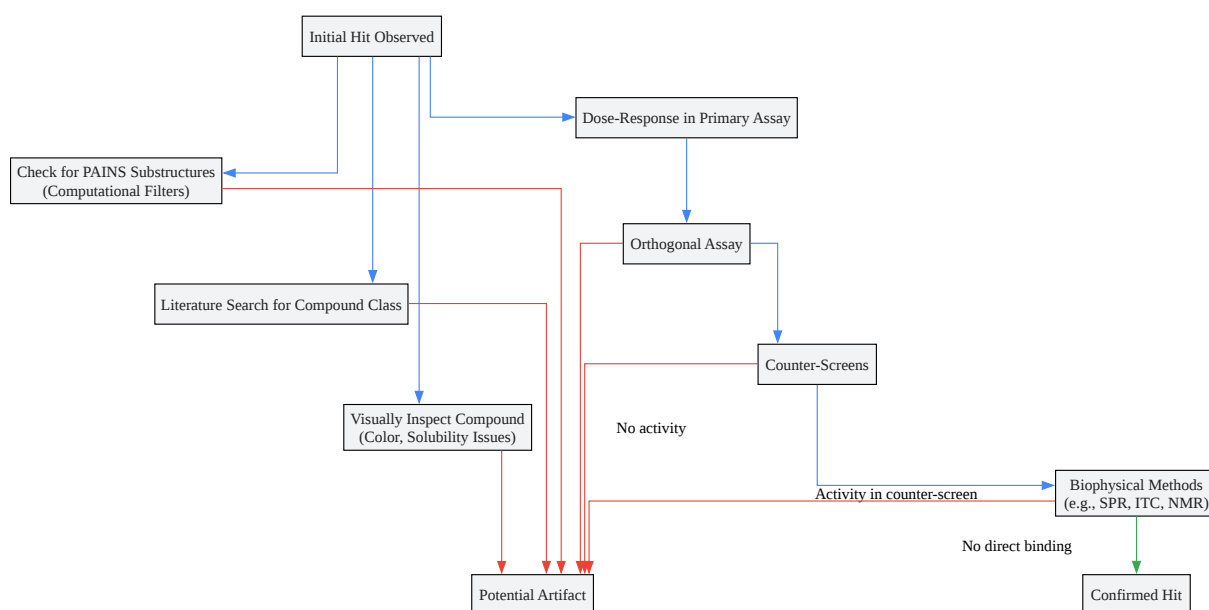 Initial Hit Observed
Dose-Response in Primary Assay
Check for PAINS Substructures
(Computational Filters)
Orthogonal Assay
Literature Search for Compound Class
Counter-Screens
Visually Inspect Compound
(Color, Solubility Issues)
No activity
Biophysical Methods
(e.g., SPR, ITC, NMR)
Activity in counter-screen
No direct binding
Potential Artifact
Confirmed Hit